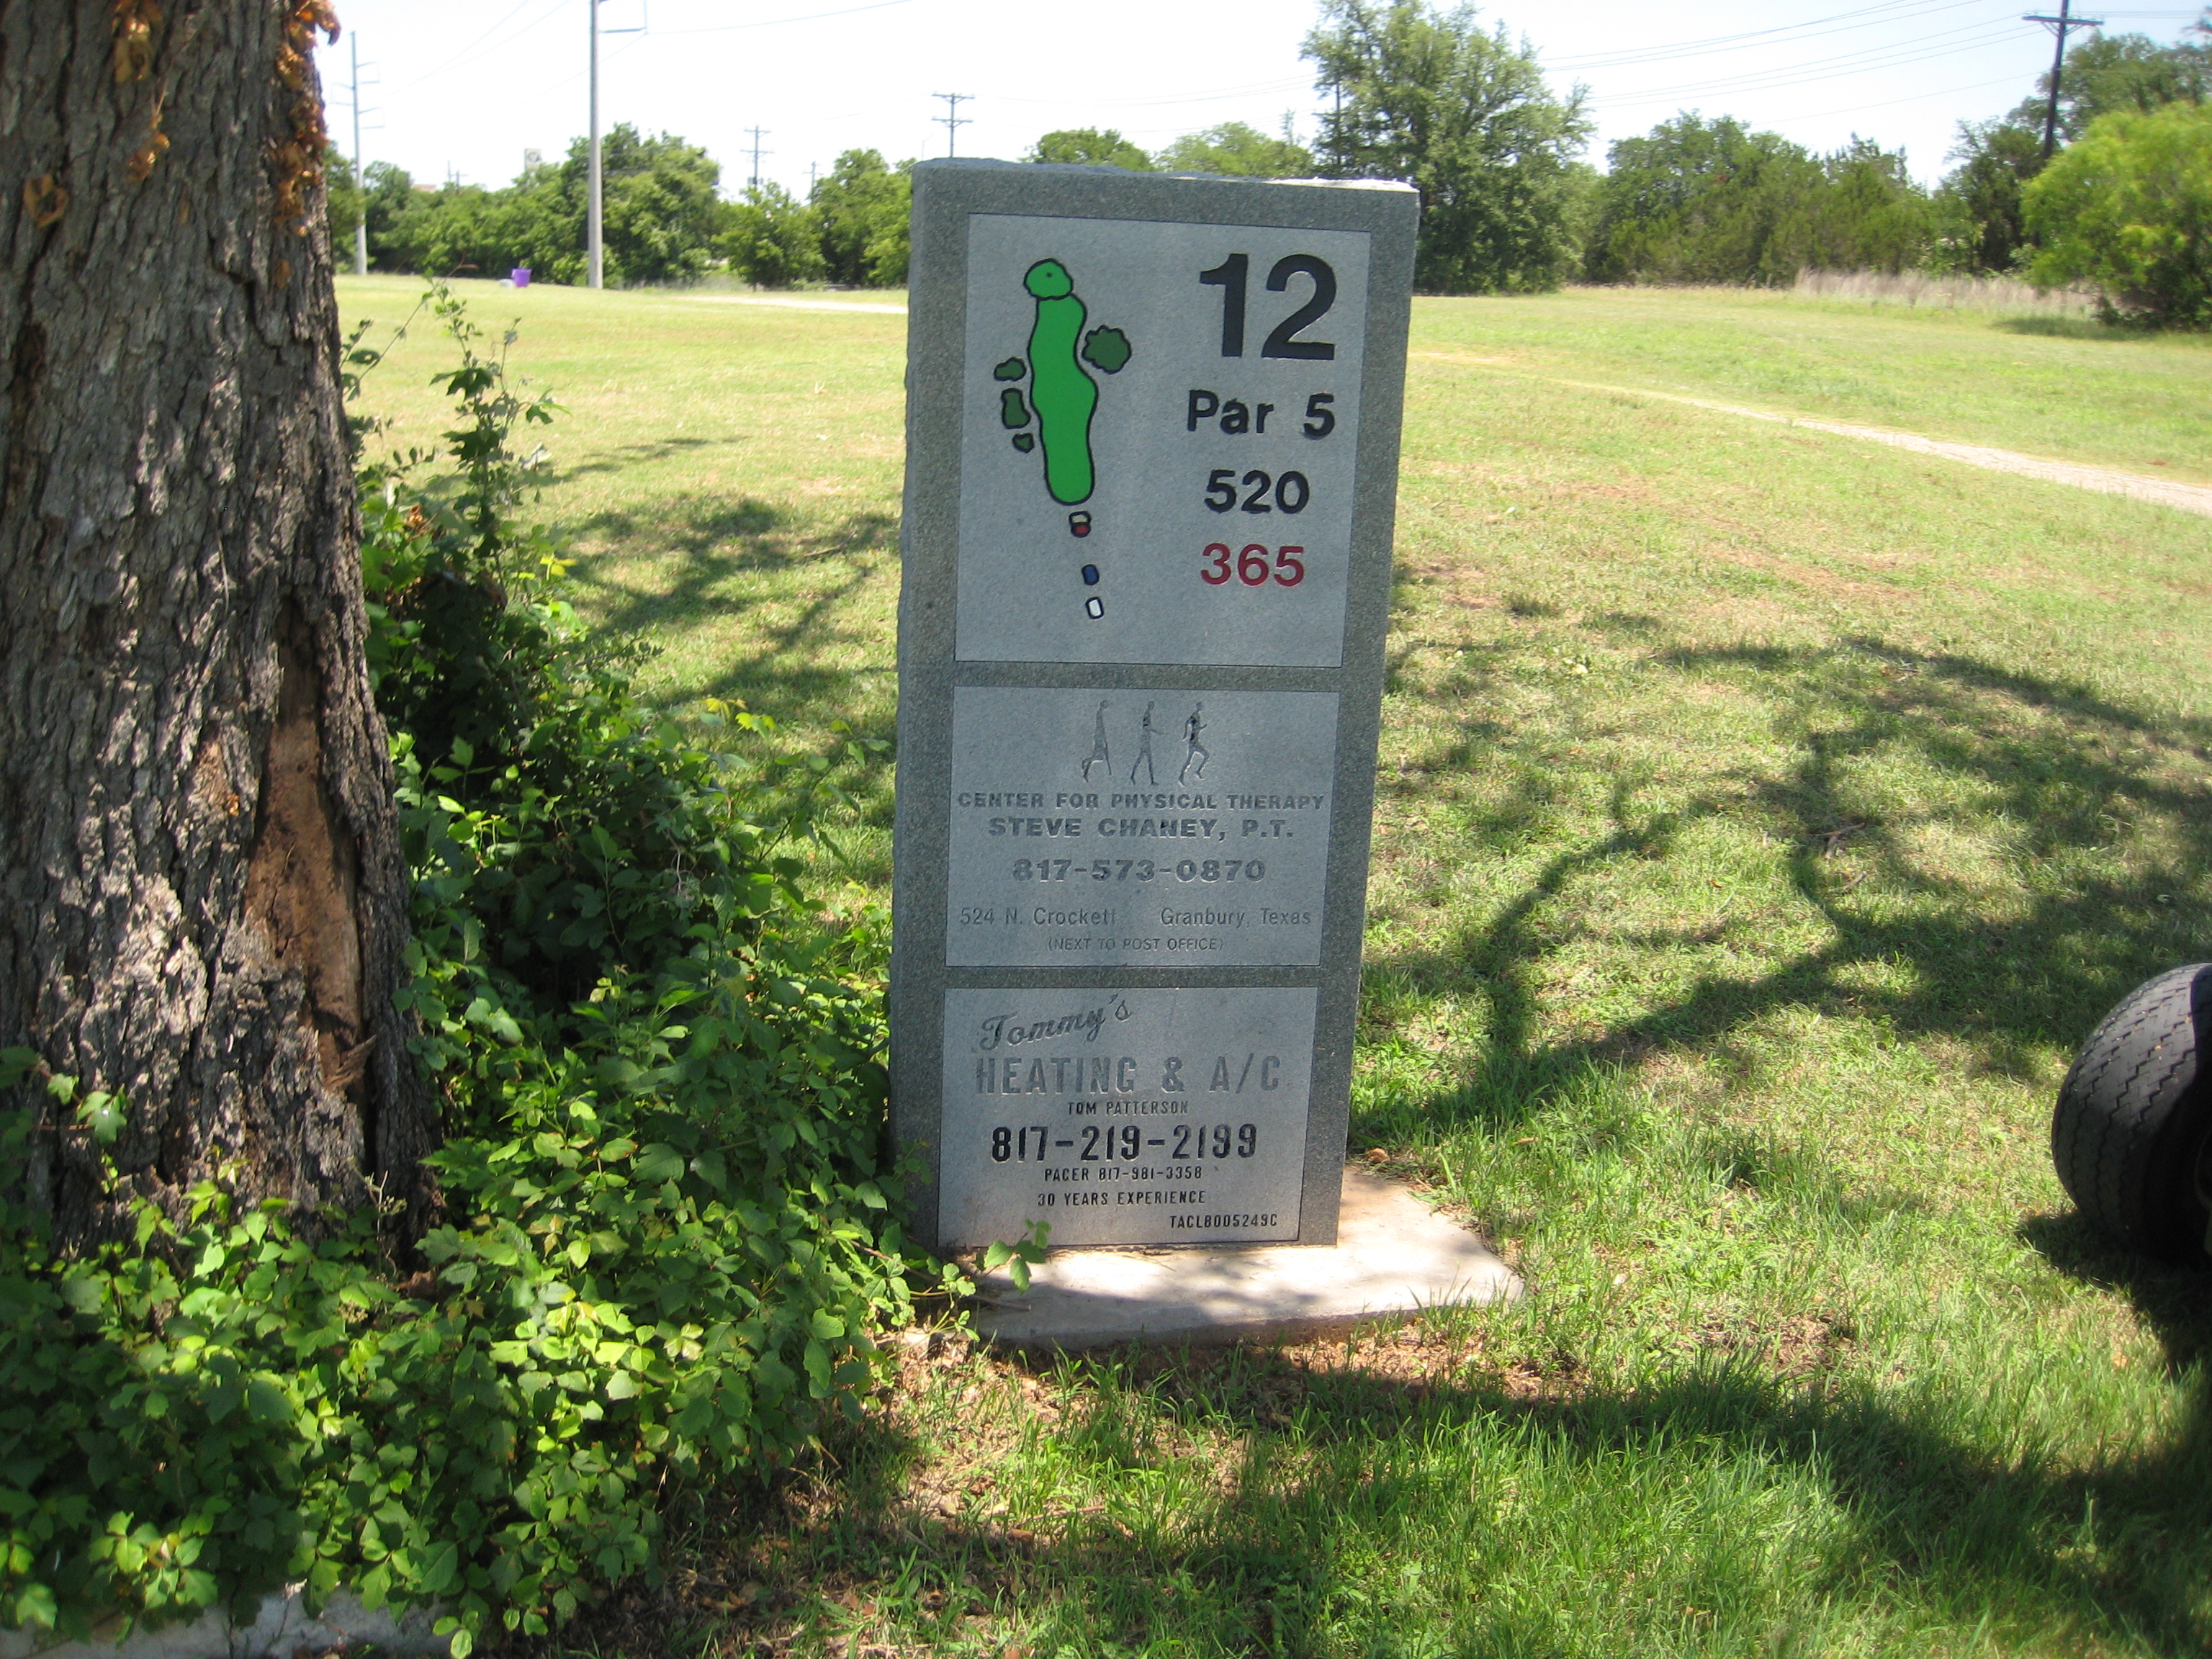 12
Par 5
520
365
CENTER FOR PHYSICAL THERAPY
STEVE CHANEY, P.T.
817-573-0870
524 N. Crockett Granbury, Texas
(NEXT TO POST OFFICE)
Tommy's
HEATING & A/C
TOM PATTERSON
817-219-2199
PACER 817-981-3358
30 YEARS EXPERIENCE
TACLB005249C